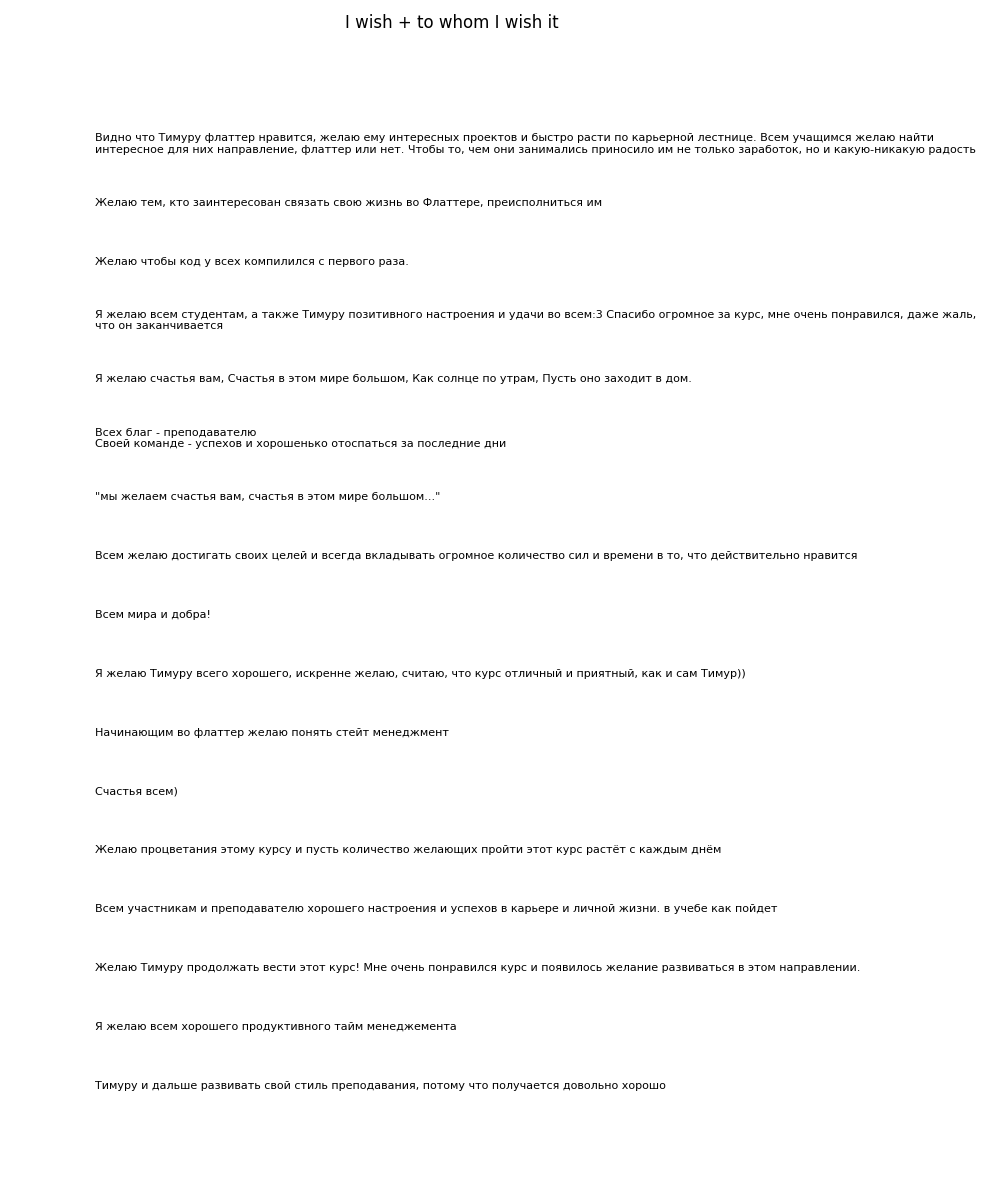 I wish + to whom I wish it
Видно что Тимуру флаттер нравится, желаю ему интересных проектов и быстро расти по карьерной лестнице. Всем учащимся желаю найти
интересное для них направление, флаттер или нет. Чтобы то, чем они занимались приносило им не только заработок, но и какую-никакую радость
Желаю тем, кто заинтересован связать свою жизнь во Флаттере, преисполниться им
Желаю чтобы код у всех компилился с первого раза.
Я желаю всем студентам, а также Тимуру позитивного настроения и удачи во всем:3 Спасибо огромное за курс, мне очень понравился, даже жаль,
что он заканчивается
Я желаю счастья вам, Счастья в этом мире большом, Как солнце по утрам, Пусть оно заходит в дом.
Всех благ - преподавателю
Своей команде - успехов и хорошенько отоспаться за последние дни
"мы желаем счастья вам, счастья в этом мире большом..."
Всем желаю достигать своих целей и всегда вкладывать огромное количество сил и времени в то, что действительно нравится
Всем мира и добра!
Я желаю Тимуру всего хорошего, искренне желаю, считаю, что курс отличный и приятный, как и сам Тимур))
Начинающим во флаттер желаю понять стейт менеджмент
Счастья всем)
Желаю процветания этому курсу и пусть количество желающих пройти этот курс растёт с каждым днём
Всем участникам и преподавателю хорошего настроения и успехов в карьере и личной жизни. в учебе как пойдет
Желаю Тимуру продолжать вести этот курс! Мне очень понравился курс и появилось желание развиваться в этом направлении.
Я желаю всем хорошего продуктивного тайм менеджемента
Тимуру и дальше развивать свой стиль преподавания, потому что получается довольно хорошо